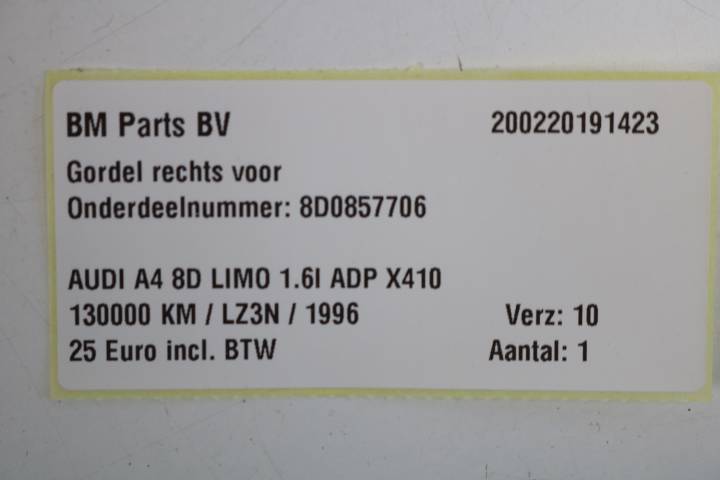 BM Parts BV 200220191423
Gordel rechts voor
Onderdeelnummer: 8D0857706
AUDI A4 8D LIMO 1.6I ADP X410
130000 KM / LZ3N / 1996 Verz: 10
25 Euro incl. BTW Aantal: 1